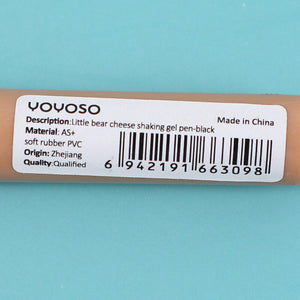 YOYOSO
Description:Little bear cheese shaking gel pen-black
Material: AS+
Made in China
soft rubber PVC
Origin: Zhejiang
Quality:Qualified
6 942191 663098